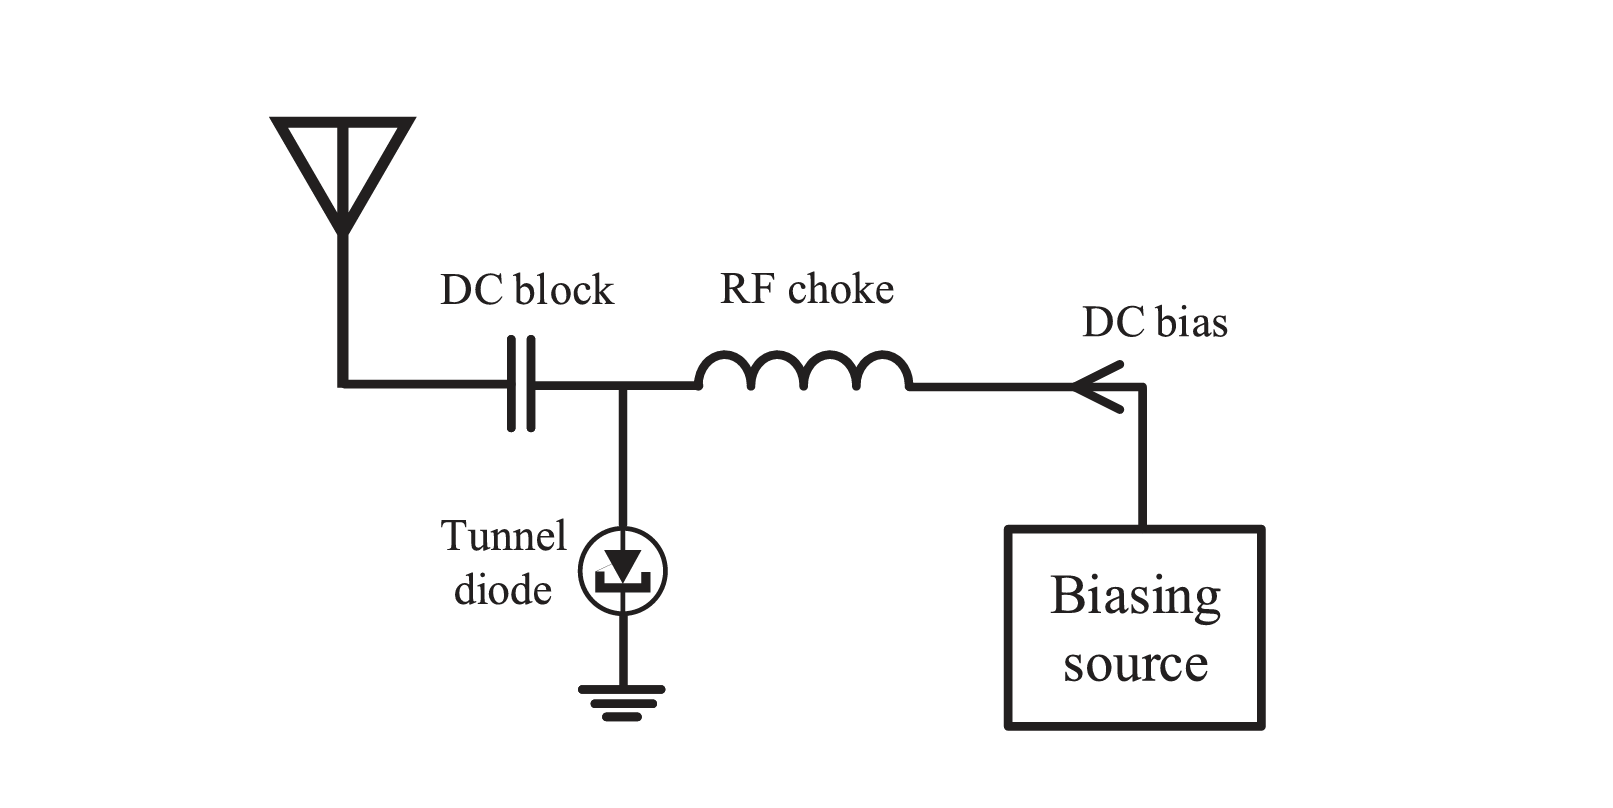 DC block
RF choke
DC bias
Tunnel
diode
Biasing
source